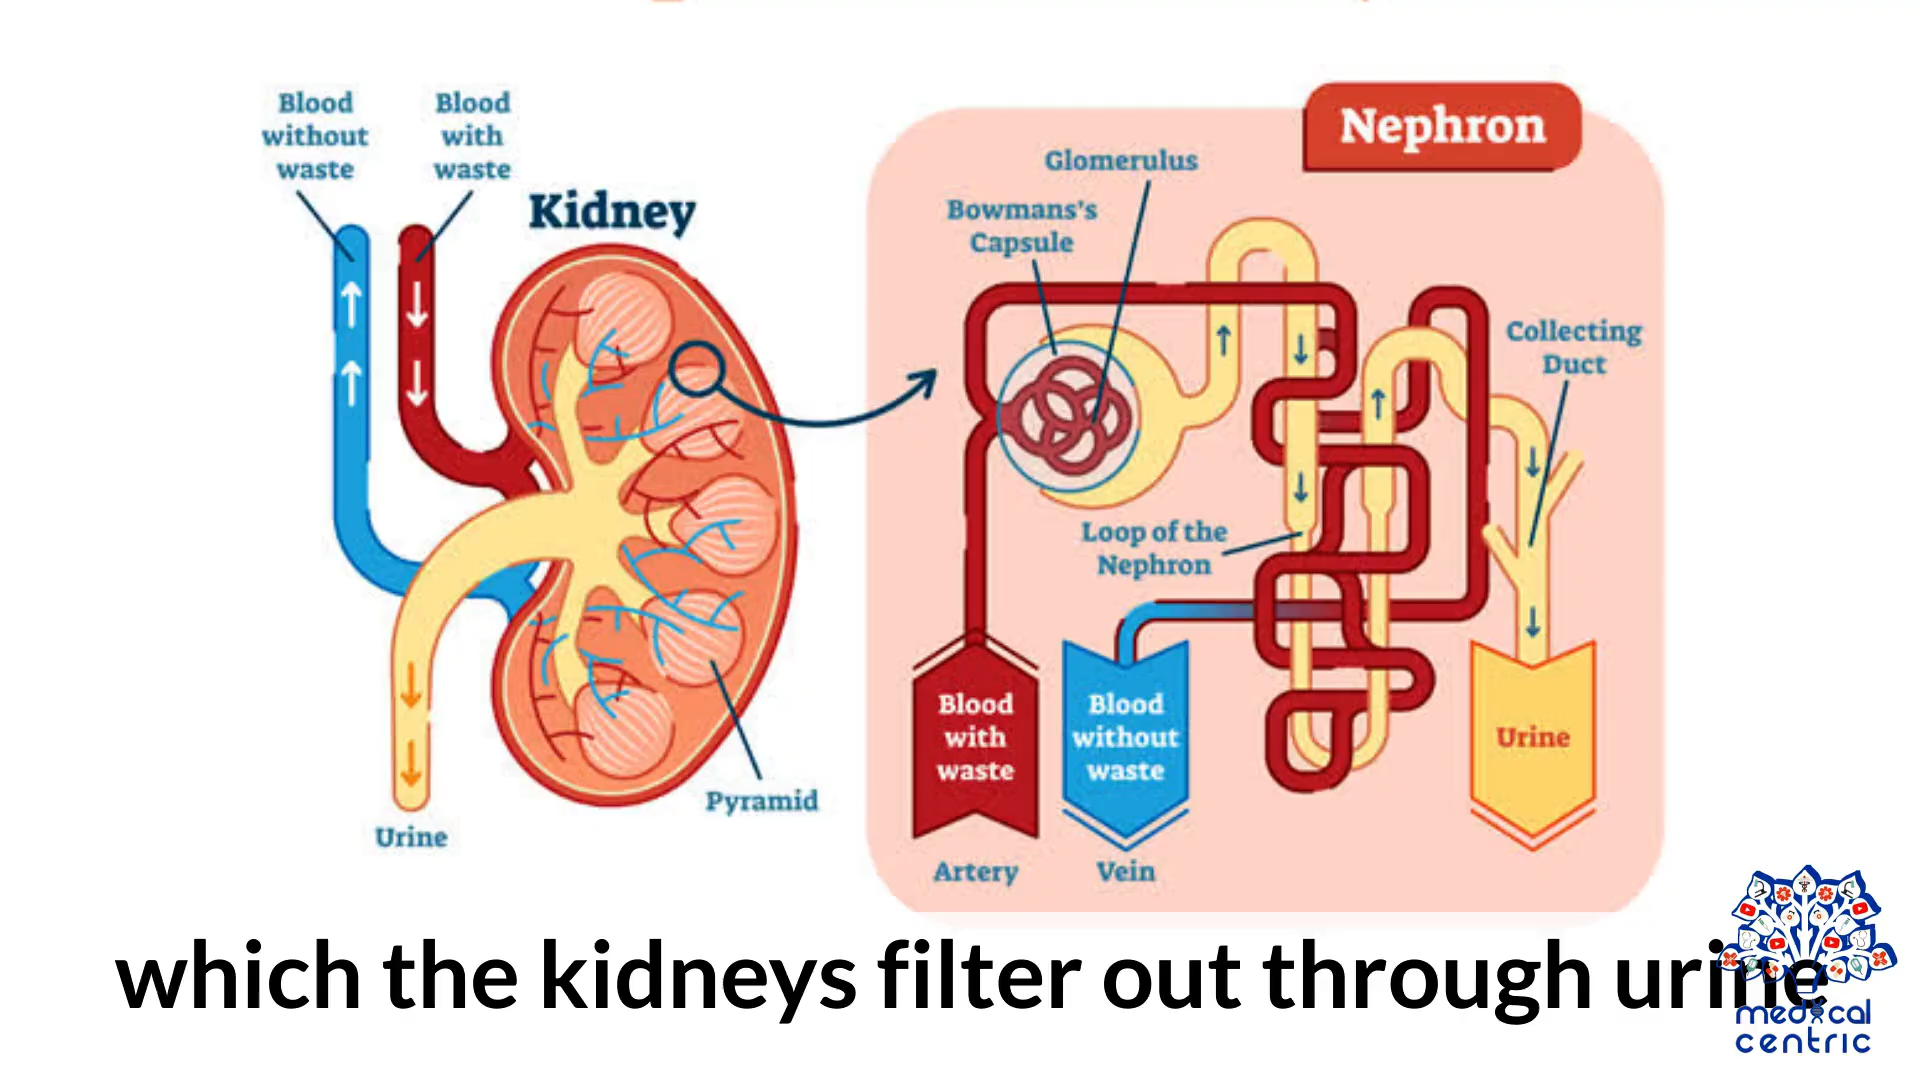 Blood
without
waste
Blood
with
waste
Kidney
Pyramid
Urine
Nephron
Glomerulus
Bowmans's
Capsule
Collecting
Duct
Loop of the
Nephron
Blood
with
waste
Blood
without
waste
Urine
Artery
Vein
which the kidneys filter out through urine
medical
centric